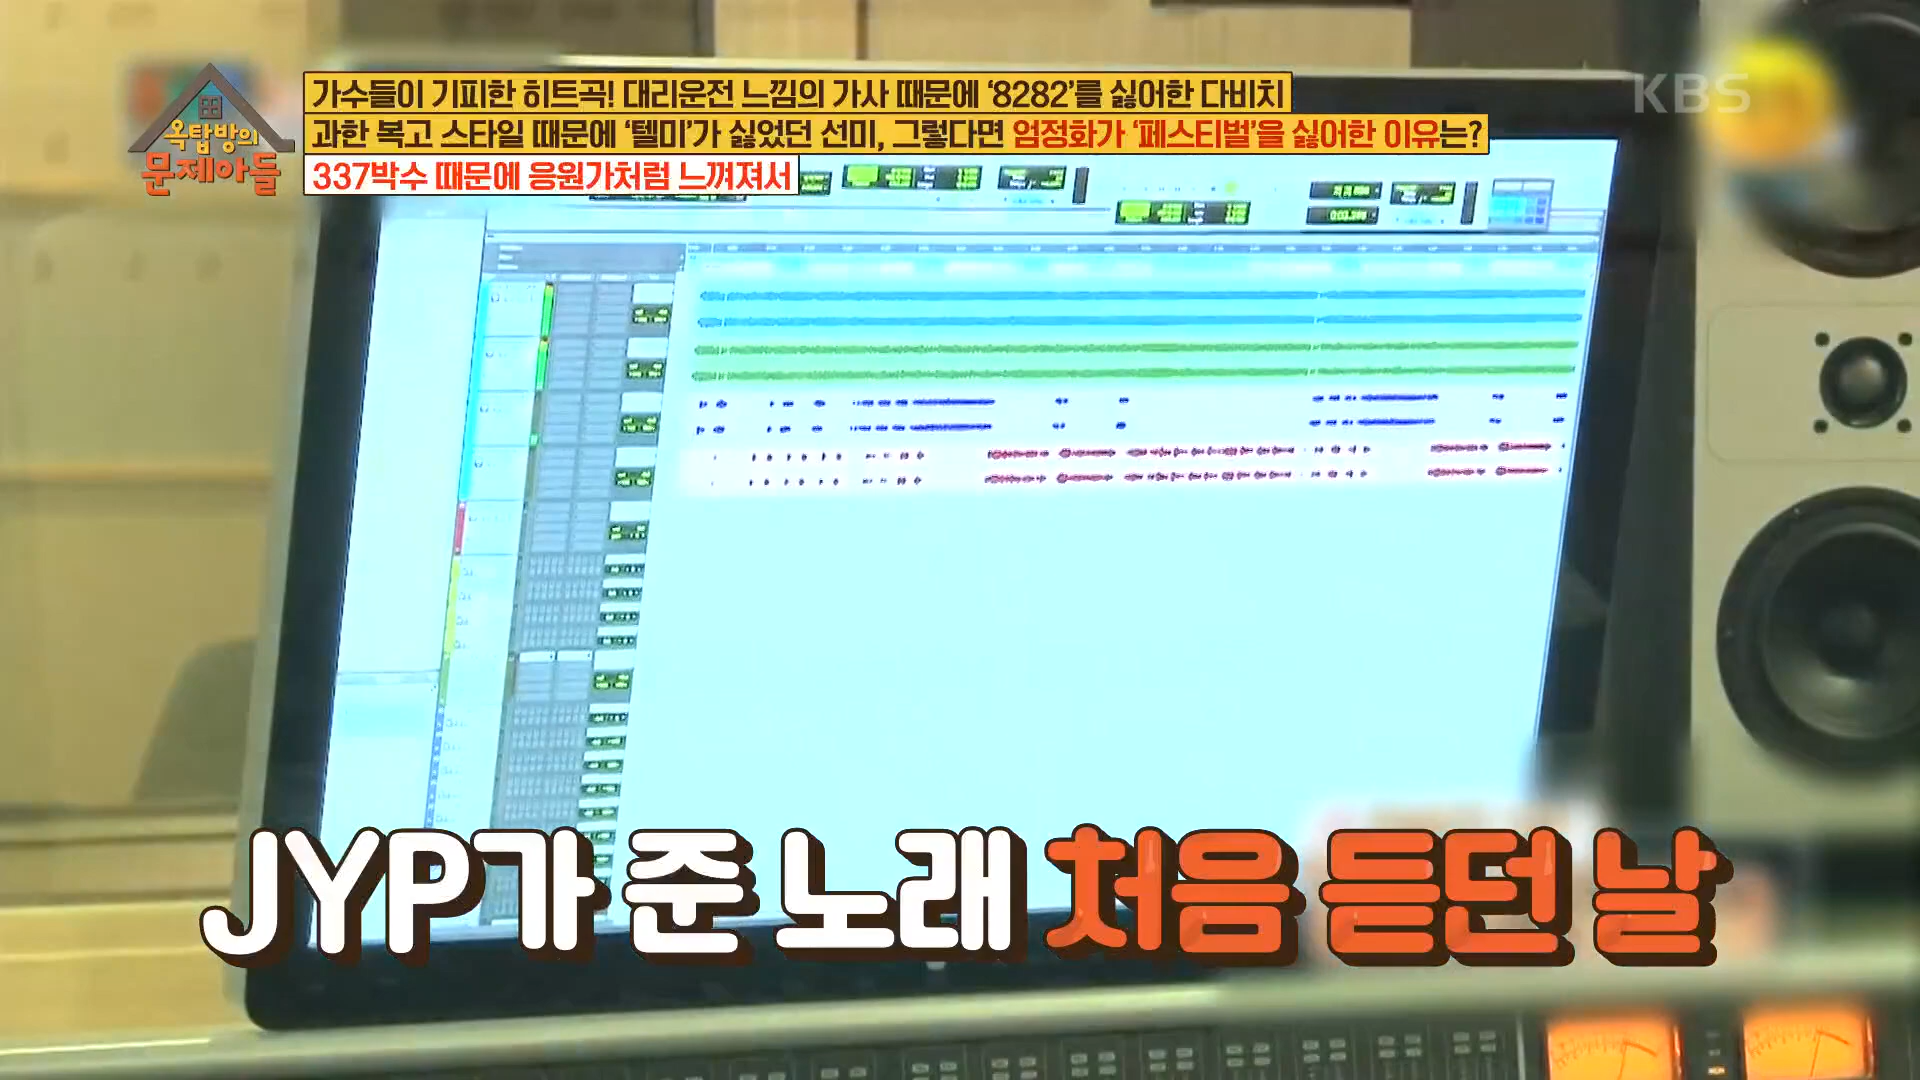 가수들이 기피한 히트곡! 대리운전 느낌의 가사 때문에 ‘8282’를 싫어한 다비치
과한 복고 스타일 때문에 ‘텔미’가 싫었던 선미, 그렇다면 엄정화가 ‘페스티벌’을 싫어한 이유는?
337박수 때문에 응원가처럼 느껴져서
옥탑방의
문제아들
KBS
JYP가 준 노래 처음 듣던 날